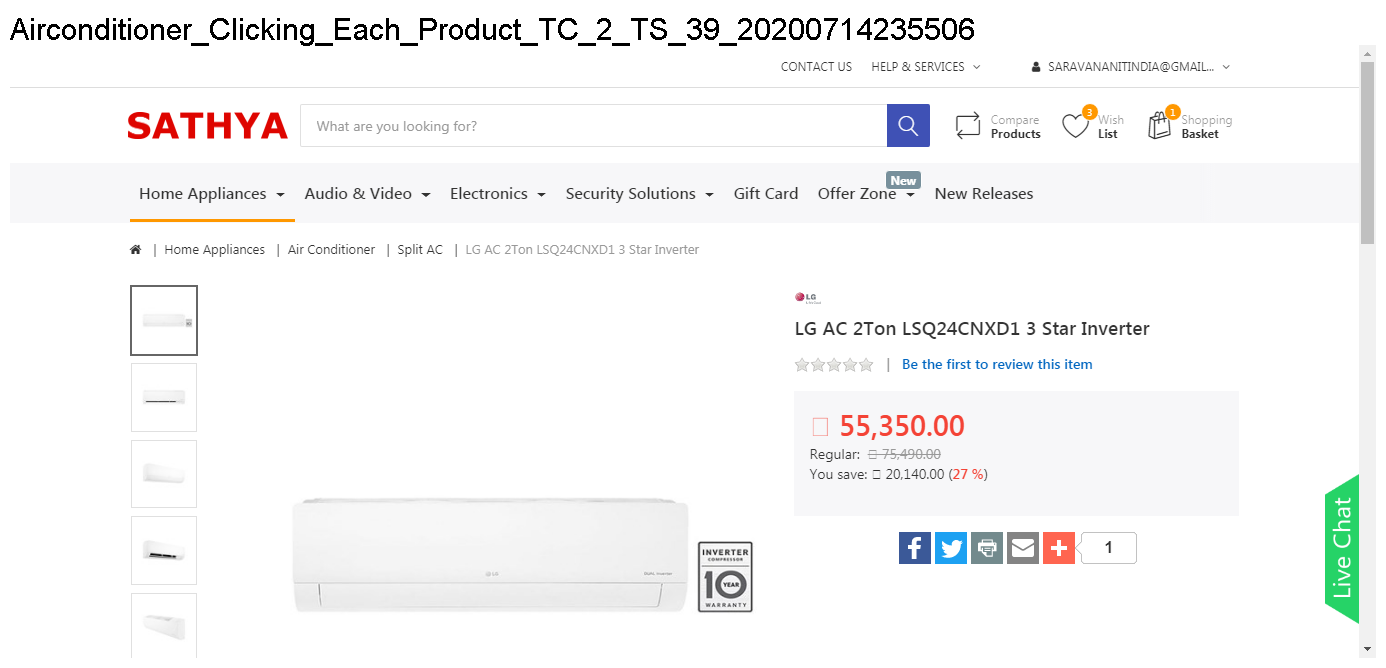 Airconditioner_Clicking_Each_Product_TC_2_TS_39_20200714235506
CONTACT US HELP & SERVICES SARAVANANITINDIA@GMAIL...
SATHYA What are you looking for? Compare Products 3 Wish List 1 Shopping Basket
New
Home Appliances Audio & Video Electronics Security Solutions Gift Card Offer Zone New Releases
| Home Appliances | Air Conditioner | Split AC | LG AC 2Ton LSQ24CNXD1 3 Star Inverter
LG
LG AC 2Ton LSQ24CNXD1 3 Star Inverter
| Be the first to review this item
55,350.00
Regular: 75,490.00
You save: 20,140.00 (27 %)
1
LG
DUAL Inverter
INVERTER
COMPRESSOR
10 YEAR
WARRANTY
Live Chat